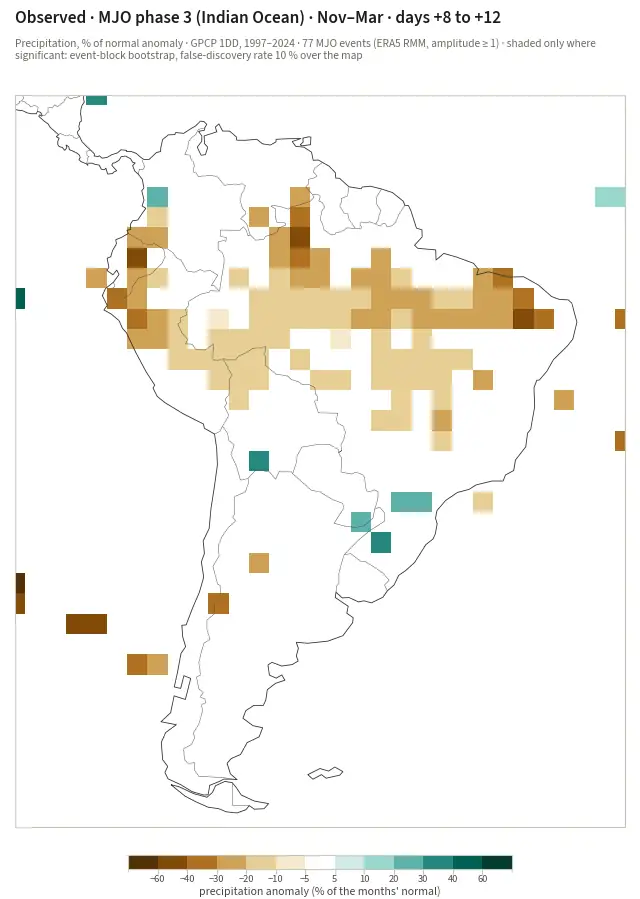 Observed · MJO phase 3 (Indian Ocean) · Nov–Mar · days +8 to +12
Precipitation, % of normal anomaly · GPCP 1DD, 1997–2024 · 77 MJO events (ERA5 RMM, amplitude ≥ 1) · shaded only where
significant: event-block bootstrap, false-discovery rate 10 % over the map
−60 −40 −30 −20 −10 −5 5 10 20 30 40 60
precipitation anomaly (% of the months' normal)